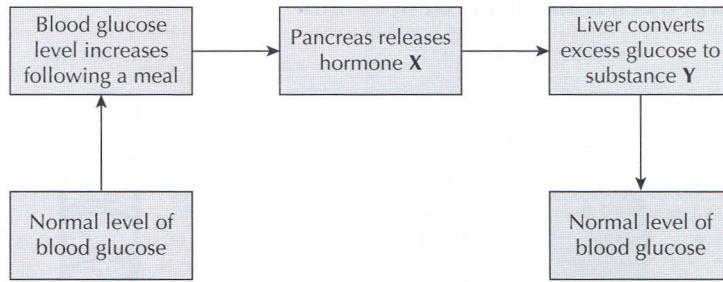 Blood glucose
level increases
following a meal
Pancreas releases
hormone X
Liver converts
excess glucose to
substance Y
Normal level of
blood glucose
Normal level of
blood glucose